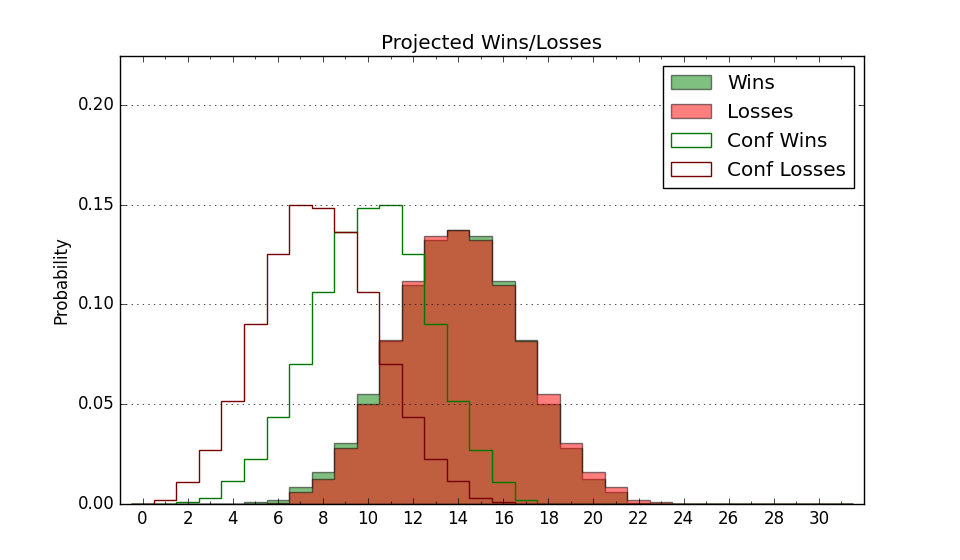 Projected Wins/Losses
Wins
Losses
Conf Wins
Conf Losses
Probability
0.20
0.15
0.10
0.05
0.00
0 2 4 6 8 10 12 14 16 18 20 22 24 26 28 30